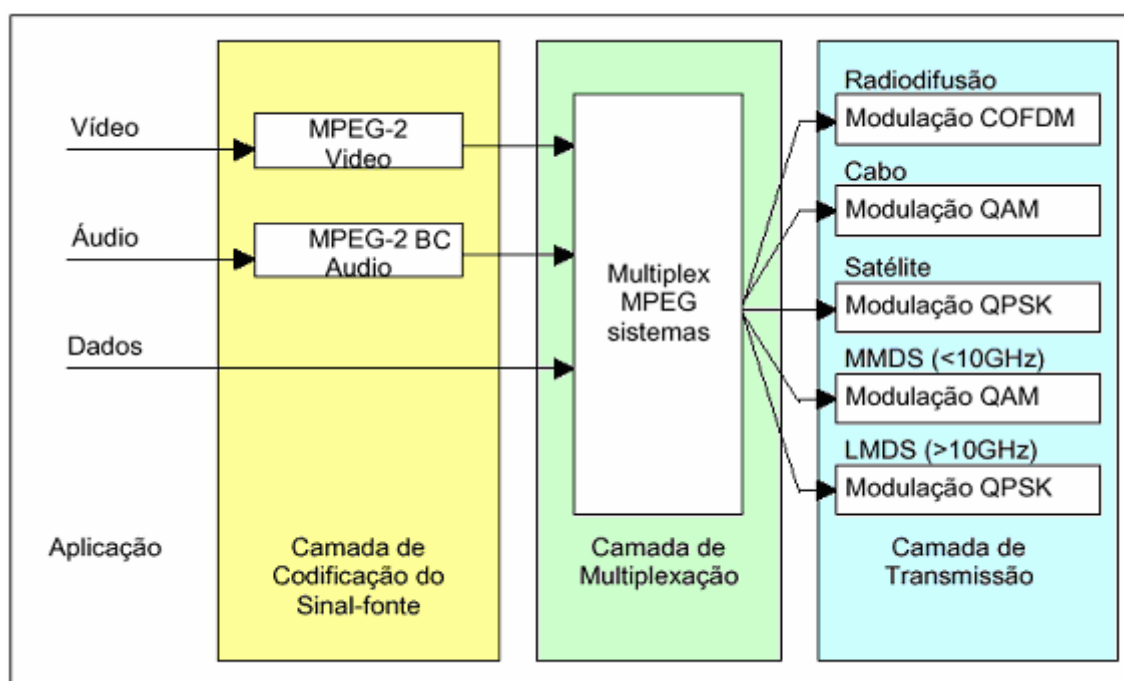 Vídeo
Áudio
Dados
Aplicação
MPEG-2
Video
MPEG-2 BC
Audio
Camada de
Codificação do
Sinal-fonte
Multiplex
MPEG
sistemas
Camada de
Multiplexação
Radiodifusão
Modulação COFDM
Cabo
Modulação QAM
Satélite
Modulação QPSK
MMDS (<10GHz)
Modulação QAM
LMDS (>10GHz)
Modulação QPSK
Camada de
Transmissão